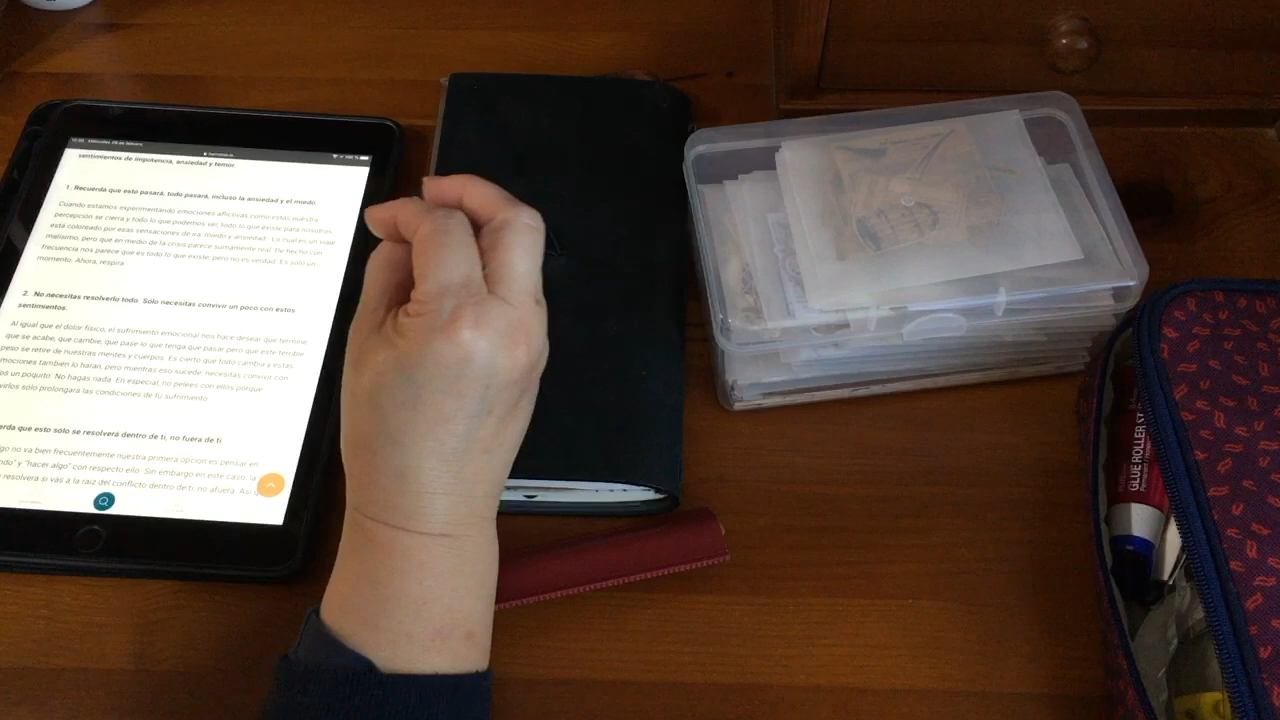 sentimientos de impotencia, ansiedad y temor
1. Recuerda que esto pasará, todo pasará, incluso la ansiedad y el miedo.
Cuando estamos experimentando emociones aflictivas como estas nuestra
percepción se cierra y todo lo que podemos ver, todo lo que existe para nosotros
está coloreado por esas sensaciones de ira, miedo y ansiedad. Lo cual es un viaje
malísimo, pero que en medio de la crisis parece sumamente real. De hecho con
frecuencia nos parece que es todo lo que existe, pero no es verdad. Es solo un
momento. Ahora, respira.
2. No necesitas resolverlo todo. Sólo necesitas convivir un poco con estos
sentimientos.
Al igual que el dolor físico, el sufrimiento emocional nos hace desear que termine,
que se acabe, que cambie, que pase lo que tenga que pasar pero que este terrible
peso se retire de nuestras mentes y cuerpos. Es cierto que todo cambia y estas
mociones también lo harán, pero mientras eso sucede, necesitas convivir con
os un poquito. No hagas nada. En especial, no pelees con ellos porque
virlos sólo prolongará las condiciones de tu sufrimiento.
erda que esto sólo se resolverá dentro de ti, no fuera de ti
go no va bien frecuentemente nuestra primera opción es pensar en
ndo" y "hacer algo" con respecto ello. Sin embargo en este caso, la
resolverá si vas a la raíz del conflicto dentro de ti, no afuera. Así
GLUE ROLLER